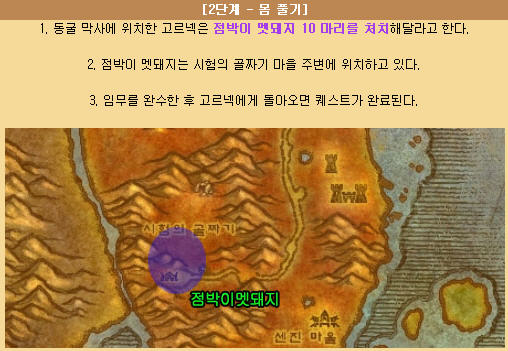 [2단계 - 몸 풀기]
1. 동굴 막사에 위치한 고르넥은 점박이 멧돼지 10 마리를 처치해달라고 한다.
2. 점박이 멧돼지는 시험의 골짜기 마을 주변에 위치하고 있다.
3. 임무를 완수한 후 고르넥에게 돌아오면 퀘스트가 완료된다.
시험의 골짜기
점박이멧돼지
센진 마을